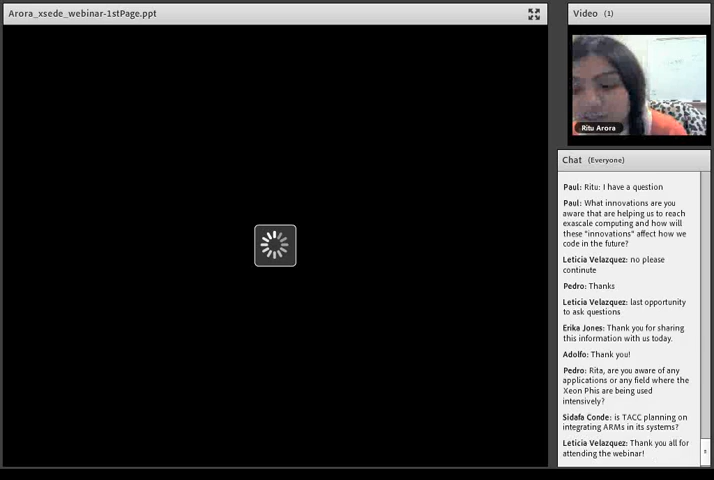 Arora_xsede_webinar-1stPage.ppt
Video (1)
Ritu Arora
Chat (Everyone)
Paul: Ritu: I have a question
Paul: What innovations are you
aware that are helping us to reach
exascale computing and how will
these "innovations" affect how we
code in the future?
Leticia Velazquez: no please
continute
Pedro: Thanks
Leticia Velazquez: last opportunity
to ask questions
Erika Jones: Thank you for sharing
this information with us today.
Adolfo: Thank you!
Pedro: Rita, are you aware of any
applications or any field where the
Xeon Phis are being used
intensively?
Sidafa Conde: is TACC planning on
integrating ARMs in its systems?
Leticia Velazquez: Thank you all for
attending the webinar!